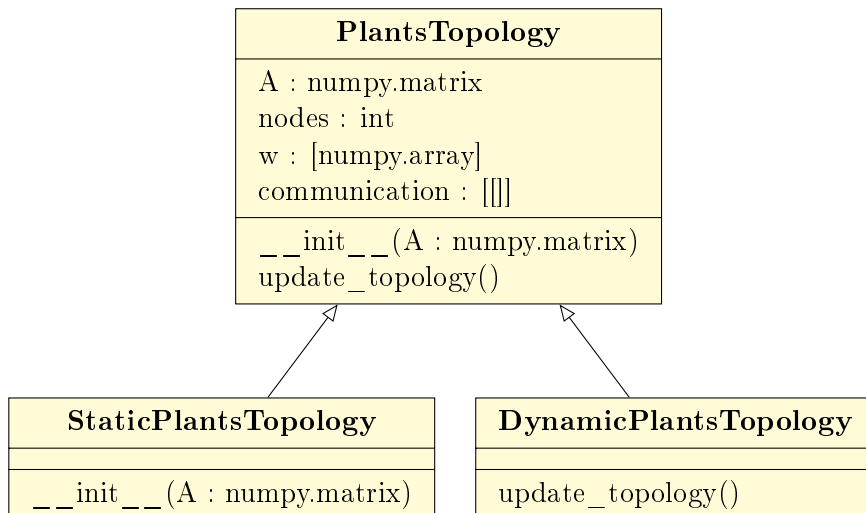 PlantsTopology
A : numpy.matrix
nodes : int
w : [numpy.array]
communication : [[]]
__init__(A : numpy.matrix)
update_topology()
StaticPlantsTopology
__init__(A : numpy.matrix)
DynamicPlantsTopology
update_topology()